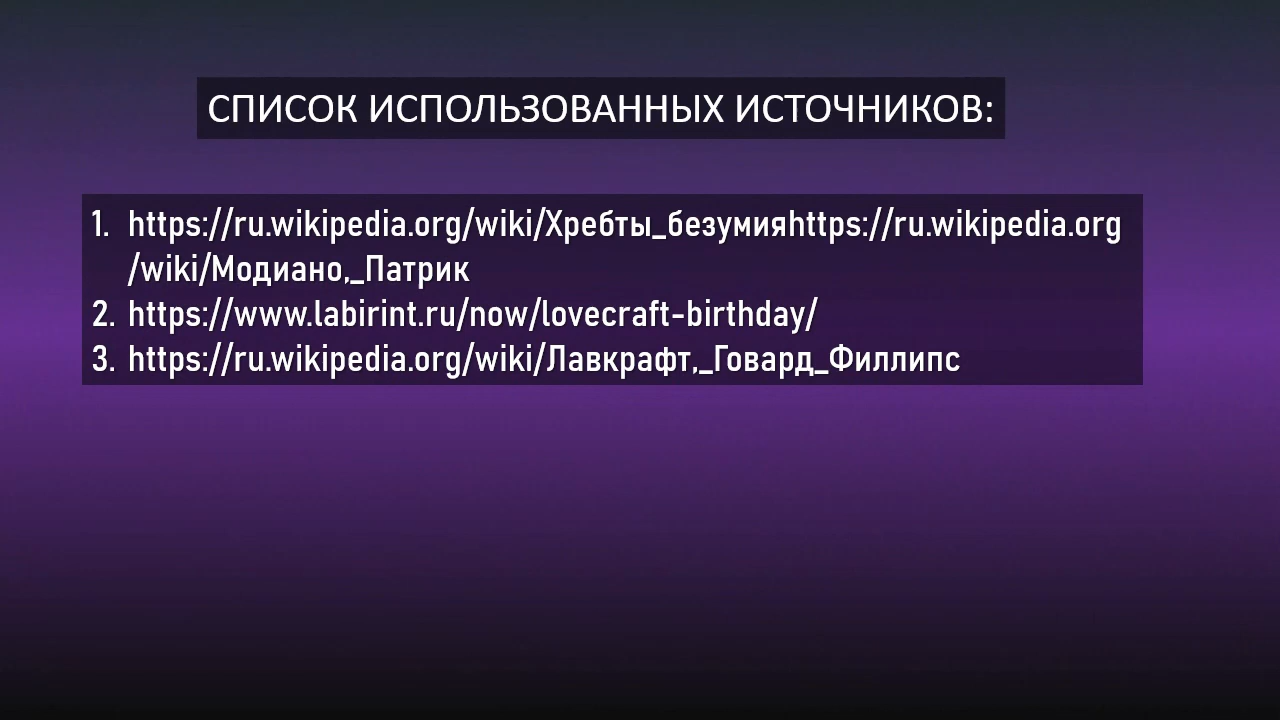 СПИСОК ИСПОЛЬЗОВАННЫХ ИСТОЧНИКОВ:
1. https://ru.wikipedia.org/wiki/Хребты_безумияhttps://ru.wikipedia.org
/wiki/Модиано,_Патрик
2. https://www.labirint.ru/now/lovecraft-birthday/
3. https://ru.wikipedia.org/wiki/Лавкрафт,_Говард_Филлипс